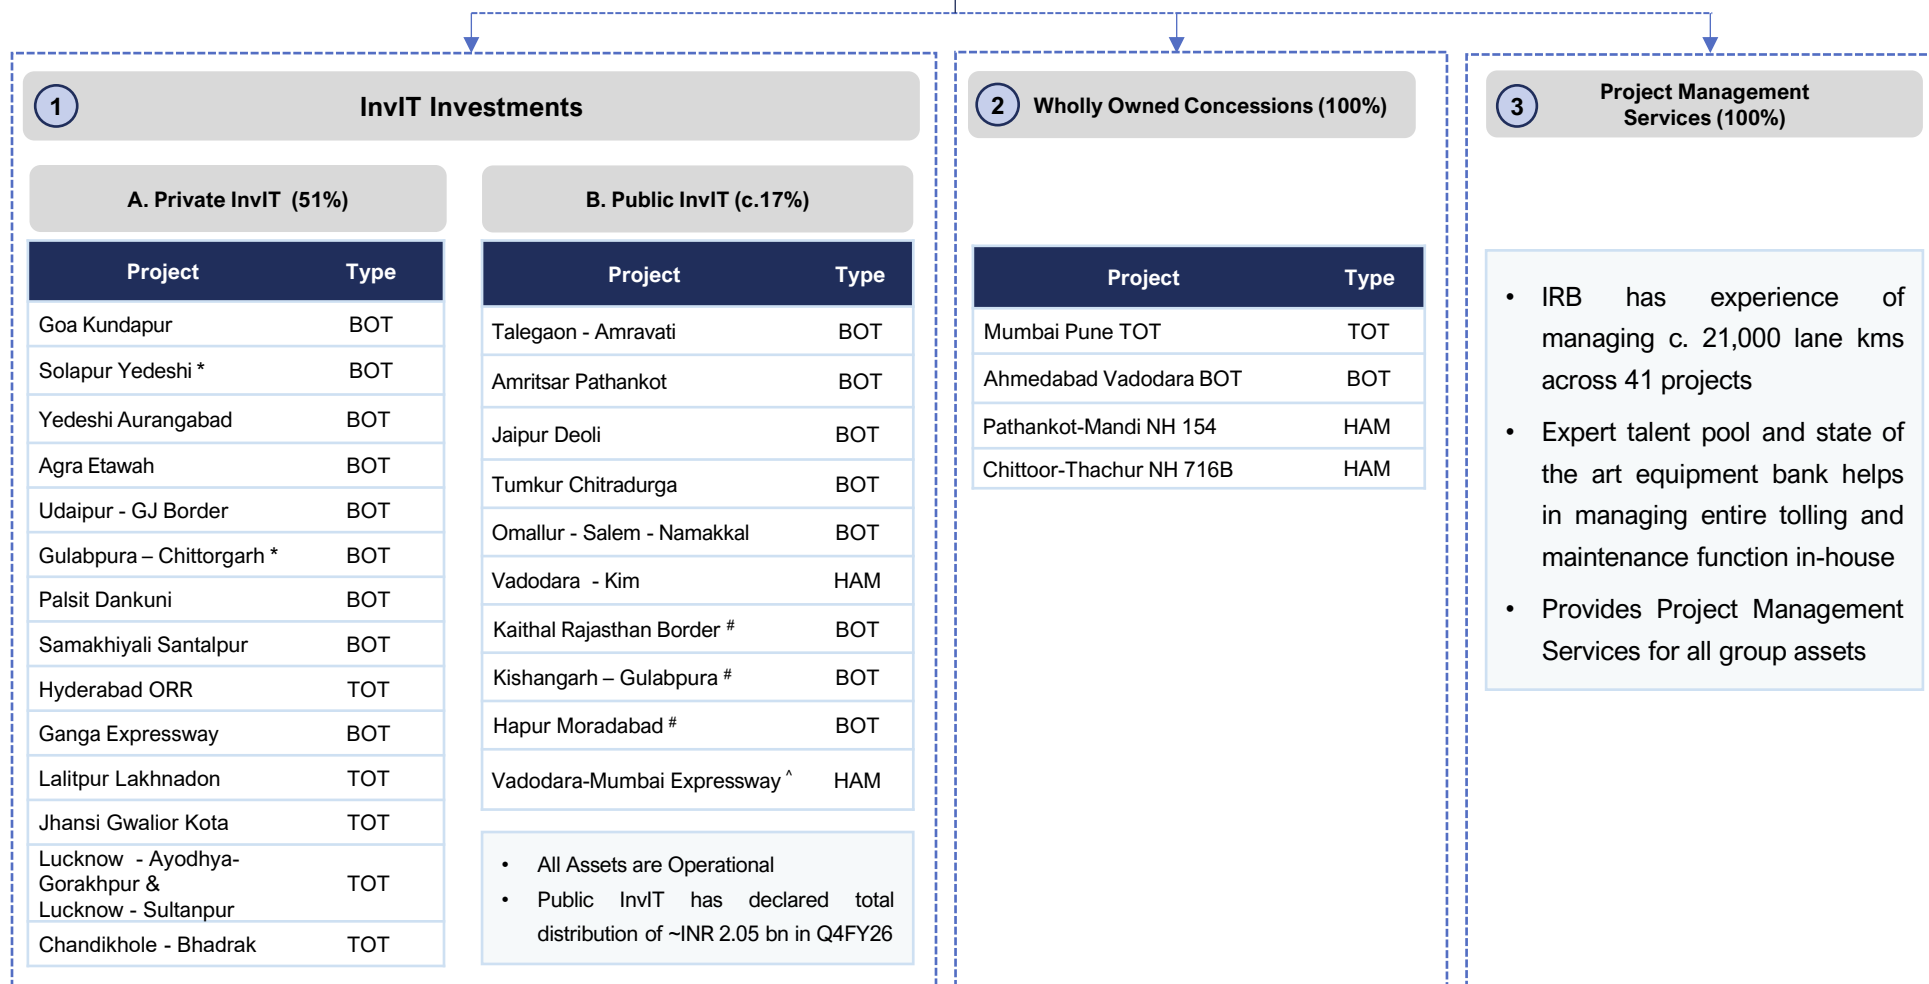 1
InvIT Investments
A. Private InvIT (51%)
Project Type
Goa Kundapur BOT
Solapur Yedeshi * BOT
Yedeshi Aurangabad BOT
Agra Etawah BOT
Udaipur - GJ Border BOT
Gulabpura – Chittorgarh * BOT
Palsit Dankuni BOT
Samakhiyali Santalpur BOT
Hyderabad ORR TOT
Ganga Expressway BOT
Lalitpur Lakhnadon TOT
Jhansi Gwalior Kota TOT
Lucknow - Ayodhya-
Gorakhpur & TOT
Lucknow - Sultanpur
Chandikhole - Bhadrak TOT
B. Public InvIT (c.17%)
Project Type
Talegaon - Amravati BOT
Amritsar Pathankot BOT
Jaipur Deoli BOT
Tumkur Chitradurga BOT
Omallur - Salem - Namakkal BOT
Vadodara - Kim HAM
Kaithal Rajasthan Border # BOT
Kishangarh – Gulabpura # BOT
Hapur Moradabad # BOT
Vadodara-Mumbai Expressway ^ HAM
• All Assets are Operational
• Public InvIT has declared total
distribution of ~INR 2.05 bn in Q4FY26
2
Wholly Owned Concessions (100%)
Project Type
Mumbai Pune TOT TOT
Ahmedabad Vadodara BOT BOT
Pathankot-Mandi NH 154 HAM
Chittoor-Thachur NH 716B HAM
3
Project Management
Services (100%)
• IRB has experience of
managing c. 21,000 lane kms
across 41 projects
• Expert talent pool and state of
the art equipment bank helps
in managing entire tolling and
maintenance function in-house
• Provides Project Management
Services for all group assets